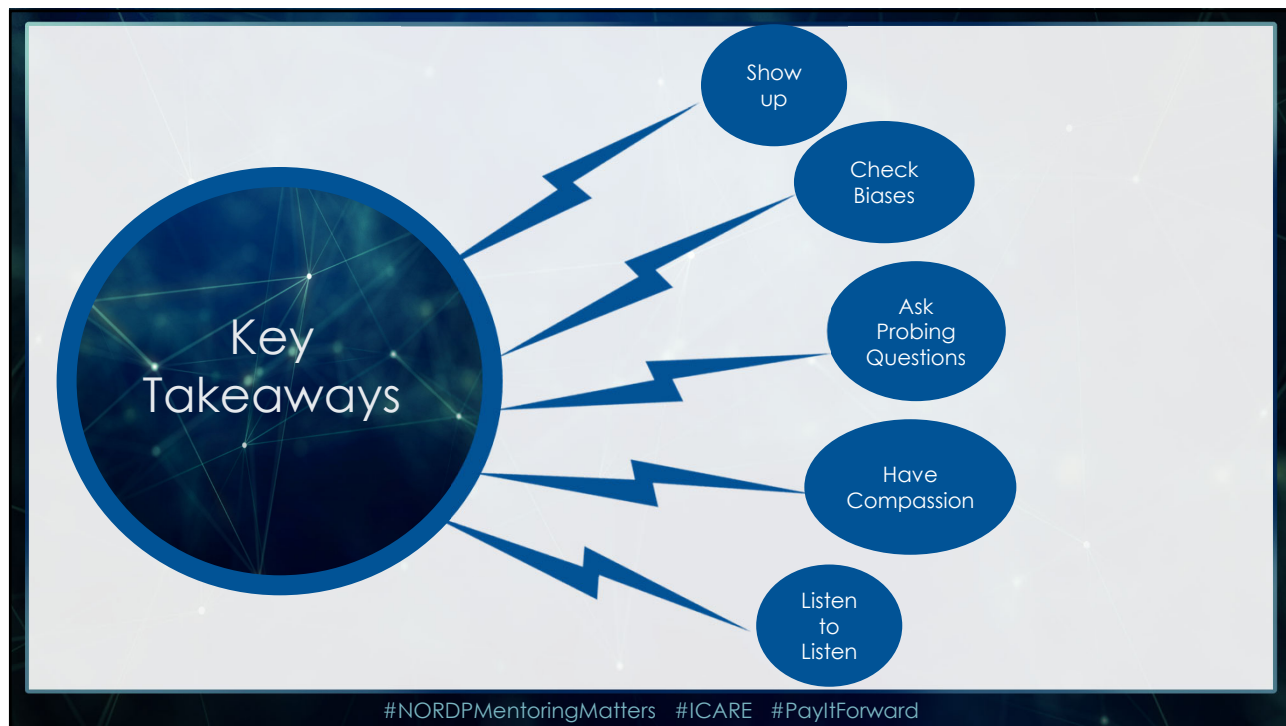 Key
Takeaways
Show
up
Check
Biases
Ask
Probing
Questions
Have
Compassion
Listen
to
Listen
#NORDPMentoringMatters #ICARE #PayItForward